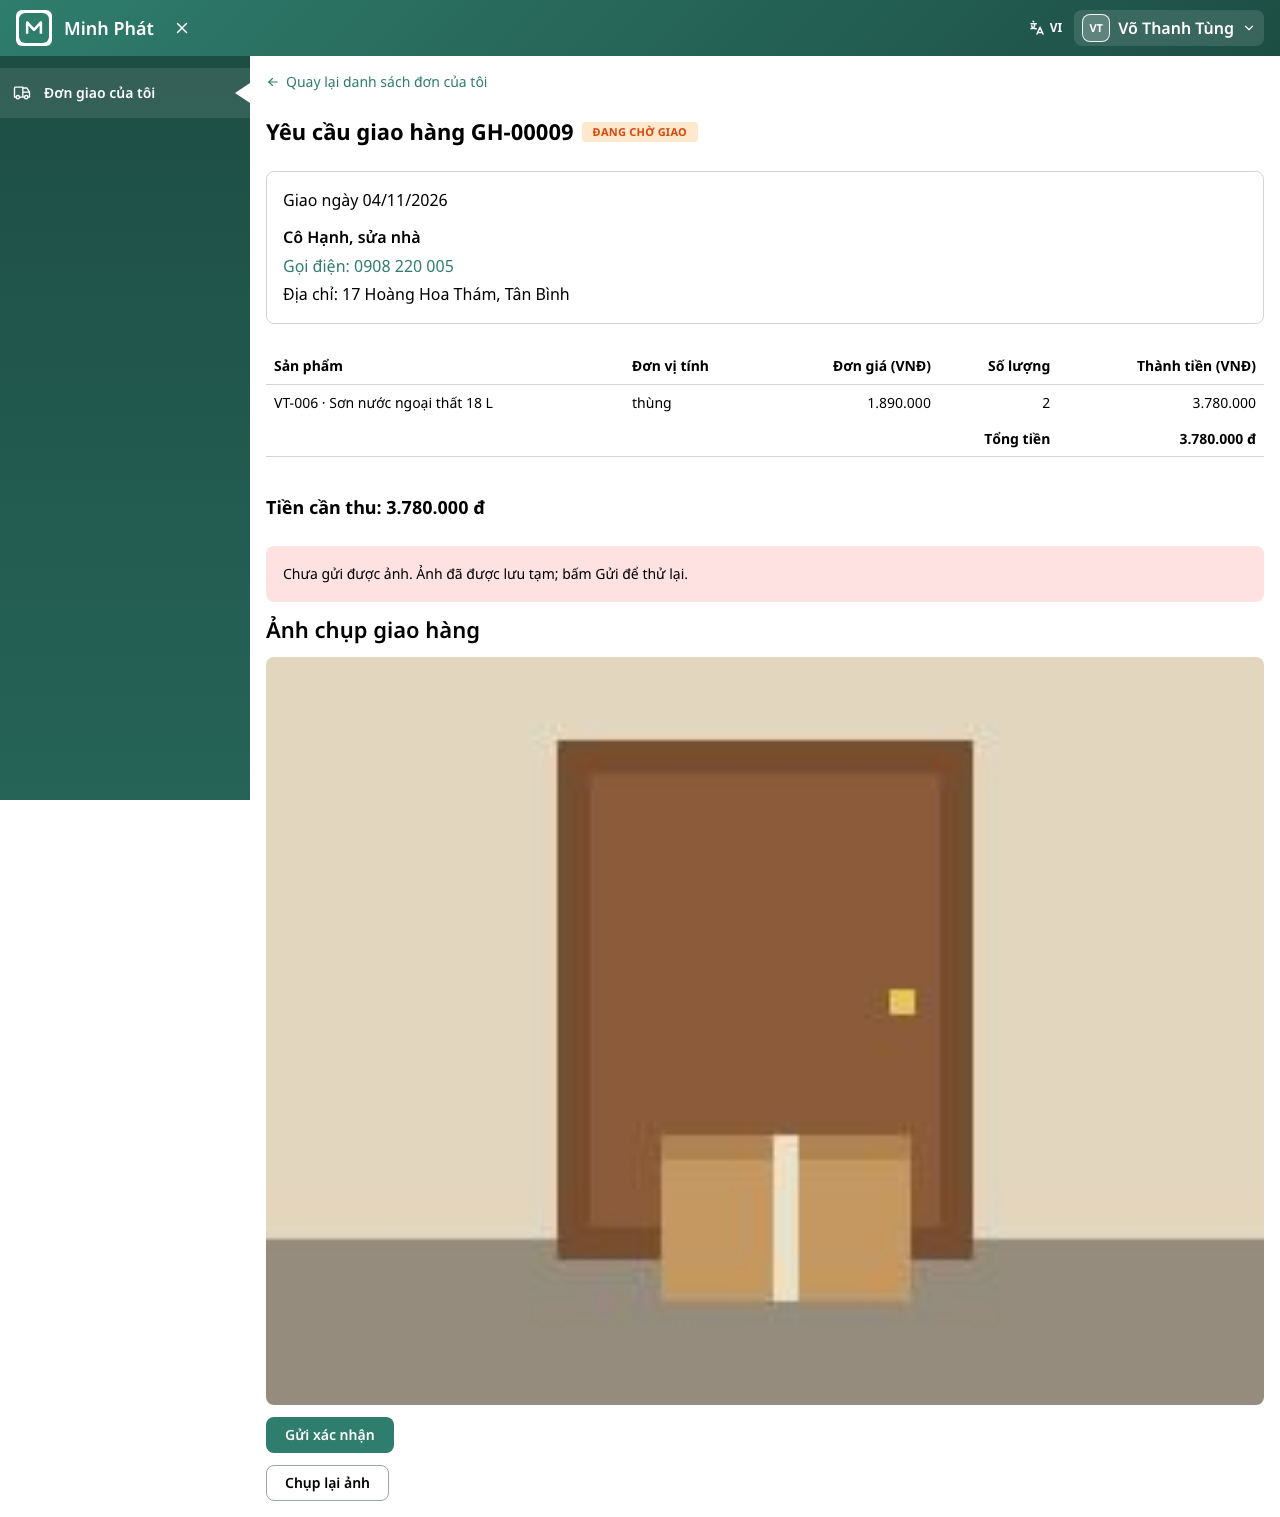 Minh Phát
VI
VT
Võ Thanh Tùng
Đơn giao của tôi
Quay lại danh sách đơn của tôi
Yêu cầu giao hàng GH-00009
ĐANG CHỜ GIAO
Giao ngày 04/11/2026
Cô Hạnh, sửa nhà
Gọi điện: 0908 220 005
Địa chỉ: 17 Hoàng Hoa Thám, Tân Bình
Sản phẩm Đơn vị tính Đơn giá (VNĐ) Số lượng Thành tiền (VNĐ)
VT-006 · Sơn nước ngoại thất 18 L thùng 1.890.000 2 3.780.000
Tổng tiền 3.780.000 đ
Tiền cần thu: 3.780.000 đ
Chưa gửi được ảnh. Ảnh đã được lưu tạm; bấm Gửi để thử lại.
Ảnh chụp giao hàng
Gửi xác nhận
Chụp lại ảnh